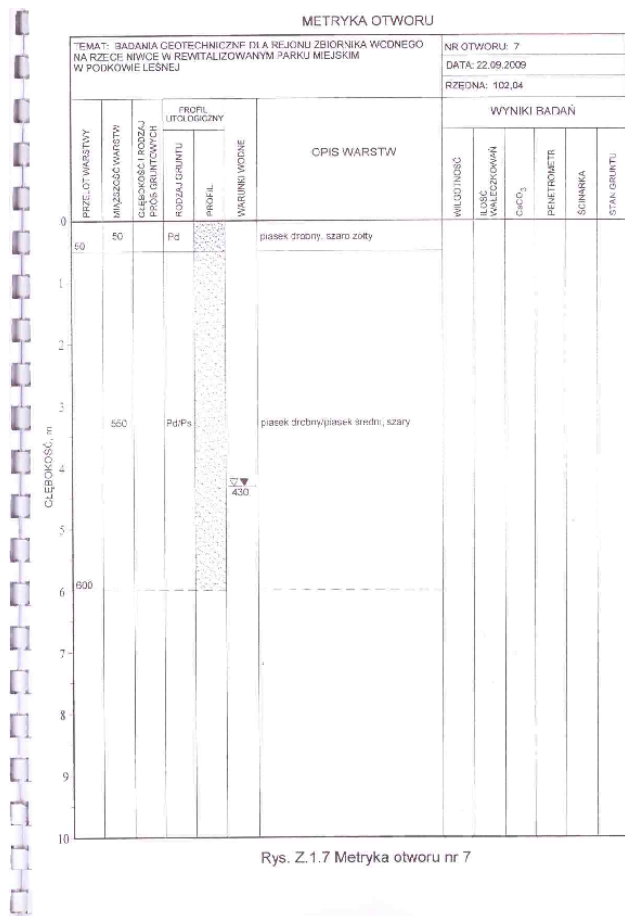 METRYKA OTWORU
TEMAT: BADANIA GEOTECHNICZNE DLA REJONU ZBIORNIKA WODNEGO
NA RZECE NIWCE W REWITALIZOWANYM PARKU MIEJSKIM
W PODKOWIE LEŚNEJ
NR OTWORU: 7
DATA: 22.09.2009
RZĘDNA: 102,04
PRZELOT WARSTWY
MIĄŻSZOŚĆ WARSTW
GŁĘBOKOŚĆ I RODZAJ
PRÓB GRUNTOWYCH
PROFIL
LITOLOGICZNY
RODZAJ GRUNTU
PROFIL
WARUNKI WODNE
OPIS WARSTW
WYNIKI BADAŃ
WILGOTNOŚĆ
ILOŚĆ
WAŁECZKOWAŃ
CaCO3
PENETROMETR
ŚCINARKA
STAN GRUNTU
GŁĘBOKOŚĆ, m
0
50
50
Pd
piasek drobny, szaro żółty
1
2
3
550
Pd/Ps
piasek drobny/piasek średni, szary
4
430
5
6
600
7
8
9
10
Rys. Z.1.7 Metryka otworu nr 7